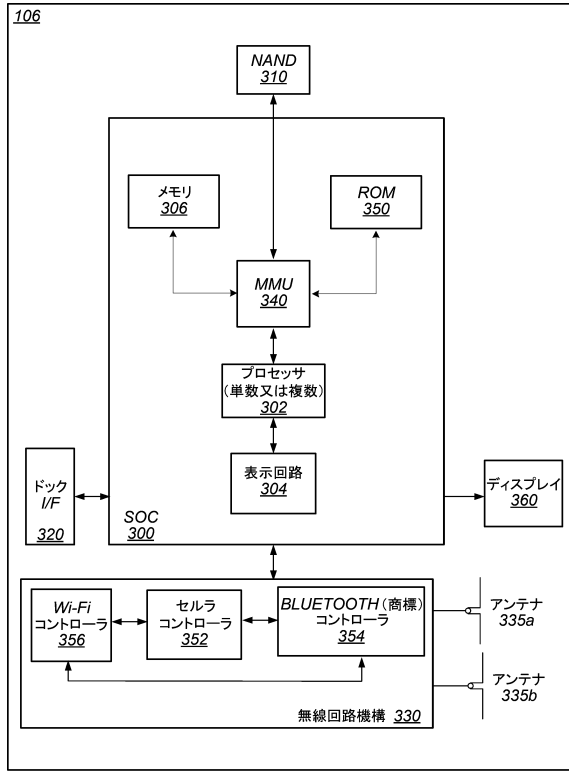 106
NAND
310
メモリ
306
ROM
350
MMU
340
プロセッサ
(単数又は複数)
302
表示回路
304
ドック
I/F
320
SOC
300
ディスプレイ
360
Wi-Fi
コントローラ
356
セルラ
コントローラ
352
BLUETOOTH(商標)
コントローラ
354
アンテナ
335a
アンテナ
335b
無線回路機構 330